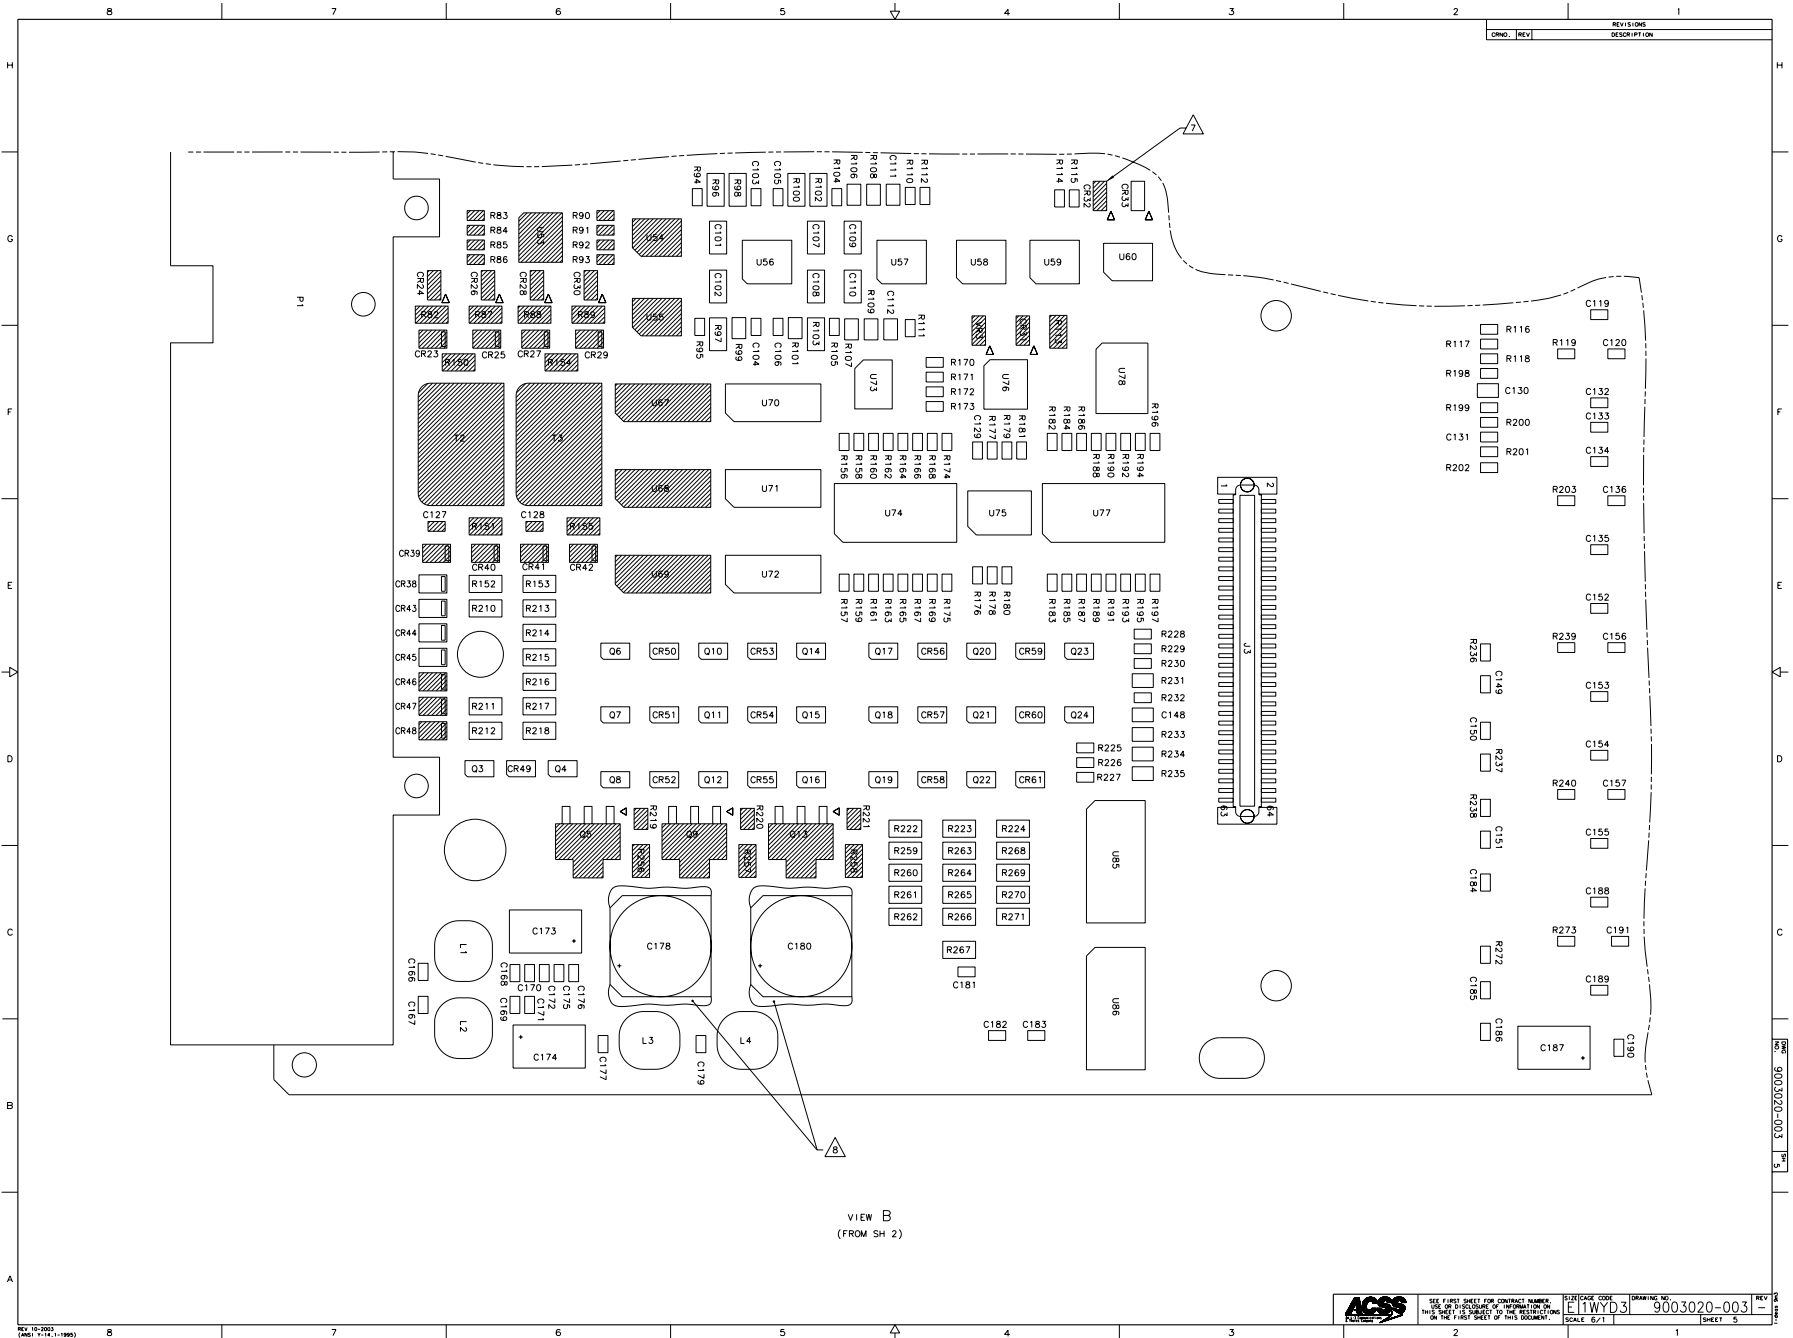 8 7 6 5 4 3 2 1
REVISIONS
CRNO. REV DESCRIPTION
H H
7
R94 R96 R98 C103 C105 R100 R102 R104 R106 R108 C111 R110 R112 R114 R115 CR32 CR33
R83 R90
R84 R91
R85 R92
R86 R93
U53 U54
C101 C107 C109
G G
U56 U57 U58 U59 U60
CR24 CR26 CR28 CR30
C102 C108 C110
P1
R82 R87 R88 R89 U55
R109 C112
CR23 CR25 CR27 CR29
R95 R97 R99 C104 C106 R101 R103 R105 R107 R111
VR3 CR31 R113
C119
R116
R117
R118
R119 C120
R150 R154
R198
C130
R199
R200
C131
R201
R202
C132
C133
C134
U73 R170 U76 U78
R171
R172
R173
F F
T2 T3 U67 U70
C129 R177 R179 R181 R182 R184 R186 R196
R156 R158 R160 R162 R164 R166 R168 R174 R188 R190 R192 R194
U68 U71
U74 U75 U77
1 2
R203 C136
C127 R151 C128 R155
C135
CR39 CR40 CR41 CR42
U69 U72
E E
CR38 R152 R153
CR43 R210 R213
CR44 R214
CR45 R215
CR46 R216
CR47 R211 R217
CR48 R212 R218
R157 R159 R161 R163 R165 R167 R169 R175 R176 R178 R180 R183 R185 R187 R189 R191 R193 R195 R197
C152
R228
R229
R230
R231
R232
C148
R233
R234
R235
J3
Q6 CR50 Q10 CR53 Q14 Q17 CR56 Q20 CR59 Q23
R236 R239 C156
C149
C153
Q7 CR51 Q11 CR54 Q15 Q18 CR57 Q21 CR60 Q24
C150
R225
R226
R227
C154
D D
R237
Q3 CR49 Q4
Q8 CR52 Q12 CR55 Q16 Q19 CR58 Q22 CR61
R240 C157
R238
63 64
Q5 R219 Q9 R220 Q13 R221
R222 R223 R224
R259 R263 R268
R260 R264 R269
R261 R265 R270
R262 R266 R271
R267
C181
R256 R257 R258
U85
C151 C155
C184
C188
C C
L1 C173 C178 C180
+ + +
R272 R273 C191
C166 C168 C170 C172 C175 C176
C185 C189
C167 C169 C171
U86
L2 C174 L3 L4
+
C182 C183
C186 C187 C190
+
C177 C179
B B
8
VIEW B
(FROM SH 2)
A
DWG NO. 9003020-003 SH 5
ACSS
SEE FIRST SHEET FOR CONTRACT NUMBER.
USE OR DISCLOSURE OF INFORMATION ON
THIS SHEET IS SUBJECT TO THE RESTRICTIONS
ON THE FIRST SHEET OF THIS DOCUMENT.
SIZE CAGE CODE DRAWING NO. REV
E 1WYD3 9003020-003 -
SCALE 6/1 SHEET 5
REV 10-2003
(ANSI Y-14.1-1995)
8 7 6 5 4 3 2 1